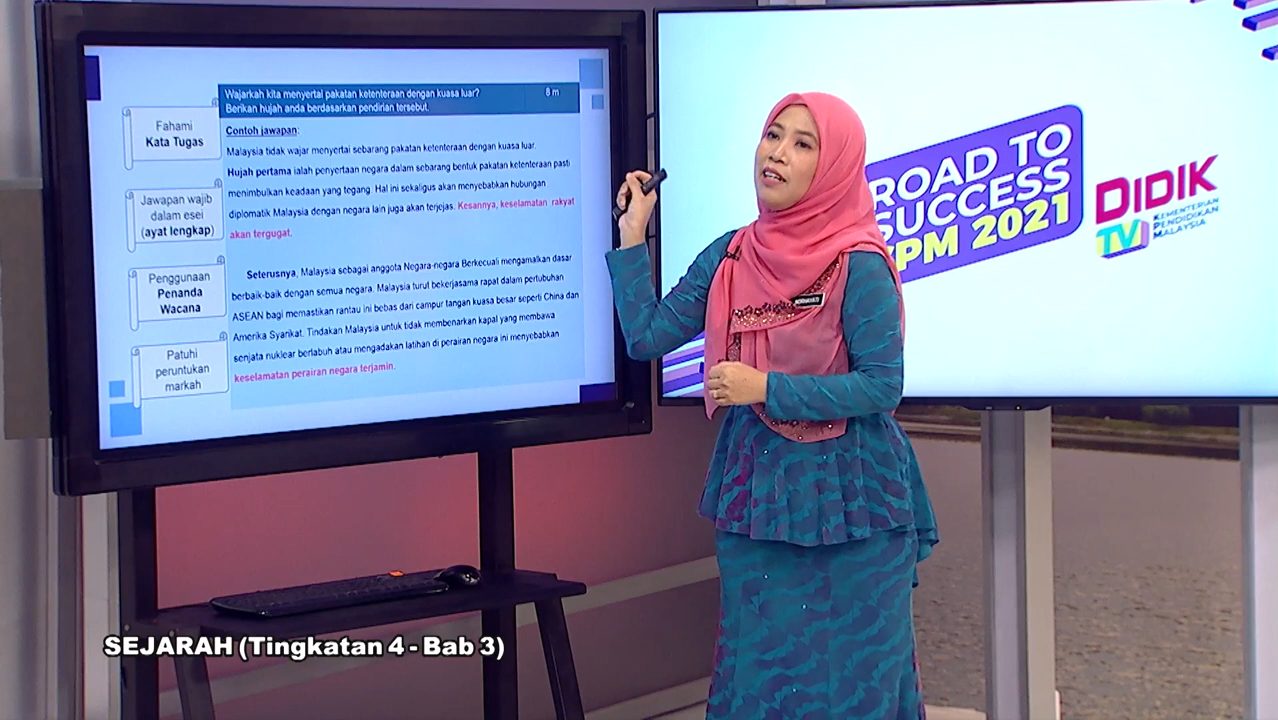 Wajarkah kita menyertai pakatan ketenteraan dengan kuasa luar?
Berikan hujah anda berdasarkan pendirian tersebut.
8 m
Fahami
Kata Tugas
Jawapan wajib
dalam esei
(ayat lengkap)
Penggunaan
Penanda
Wacana
Patuhi
peruntukan
markah
Contoh jawapan:
Malaysia tidak wajar menyertai sebarang pakatan ketenteraan dengan kuasa luar.
Hujah pertama ialah penyertaan negara dalam sebarang bentuk pakatan ketenteraan pasti
menimbulkan keadaan yang tegang. Hal ini sekaligus akan menyebabkan hubungan
diplomatik Malaysia dengan negara lain juga akan terjejas. Kesannya, keselamatan rakyat
akan tergugat.
Seterusnya, Malaysia sebagai anggota Negara-negara Berkecuali mengamalkan dasar
berbaik-baik dengan semua negara. Malaysia turut bekerjasama rapat dalam pertubuhan
ASEAN bagi memastikan rantau ini bebas dari campur tangan kuasa besar seperti China dan
Amerika Syarikat. Tindakan Malaysia untuk tidak membenarkan kapal yang membawa
senjata nuklear berlabuh atau mengadakan latihan di perairan negara ini menyebabkan
keselamatan perairan negara terjamin.
ROAD TO
SUCCESS
PM 2021
DIDIK
TV
KEMENTERIAN
PENDIDIKAN
MALAYSIA
NORHAYATI
SEJARAH (Tingkatan 4 - Bab 3)